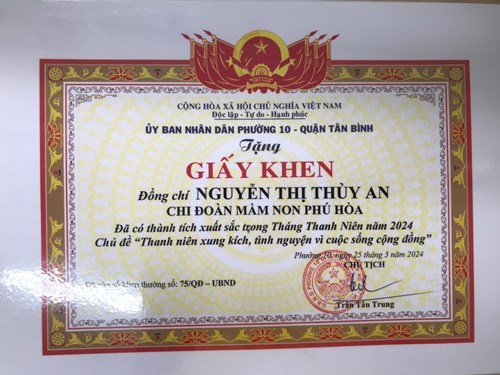 CỘNG HÒA XÃ HỘI CHỦ NGHĨA VIỆT NAM
Độc lập - Tự do - Hạnh phúc
ỦY BAN NHÂN DÂN PHƯỜNG 10 - QUẬN TÂN BÌNH
Tặng
GIẤY KHEN
Đồng chí NGUYỄN THỊ THÙY AN
CHI ĐOÀN MẦM NON PHÚ HÒA
Đã có thành tích xuất sắc trong Tháng Thanh Niên năm 2024
Chủ đề "Thanh niên xung kích, tình nguyện vì cuộc sống cộng đồng"
Phường 10, ngày 25 tháng 3 năm 2024
CHỦ TỊCH
khen thưởng số: 75/QĐ – UBND
Trần Tấn Trung